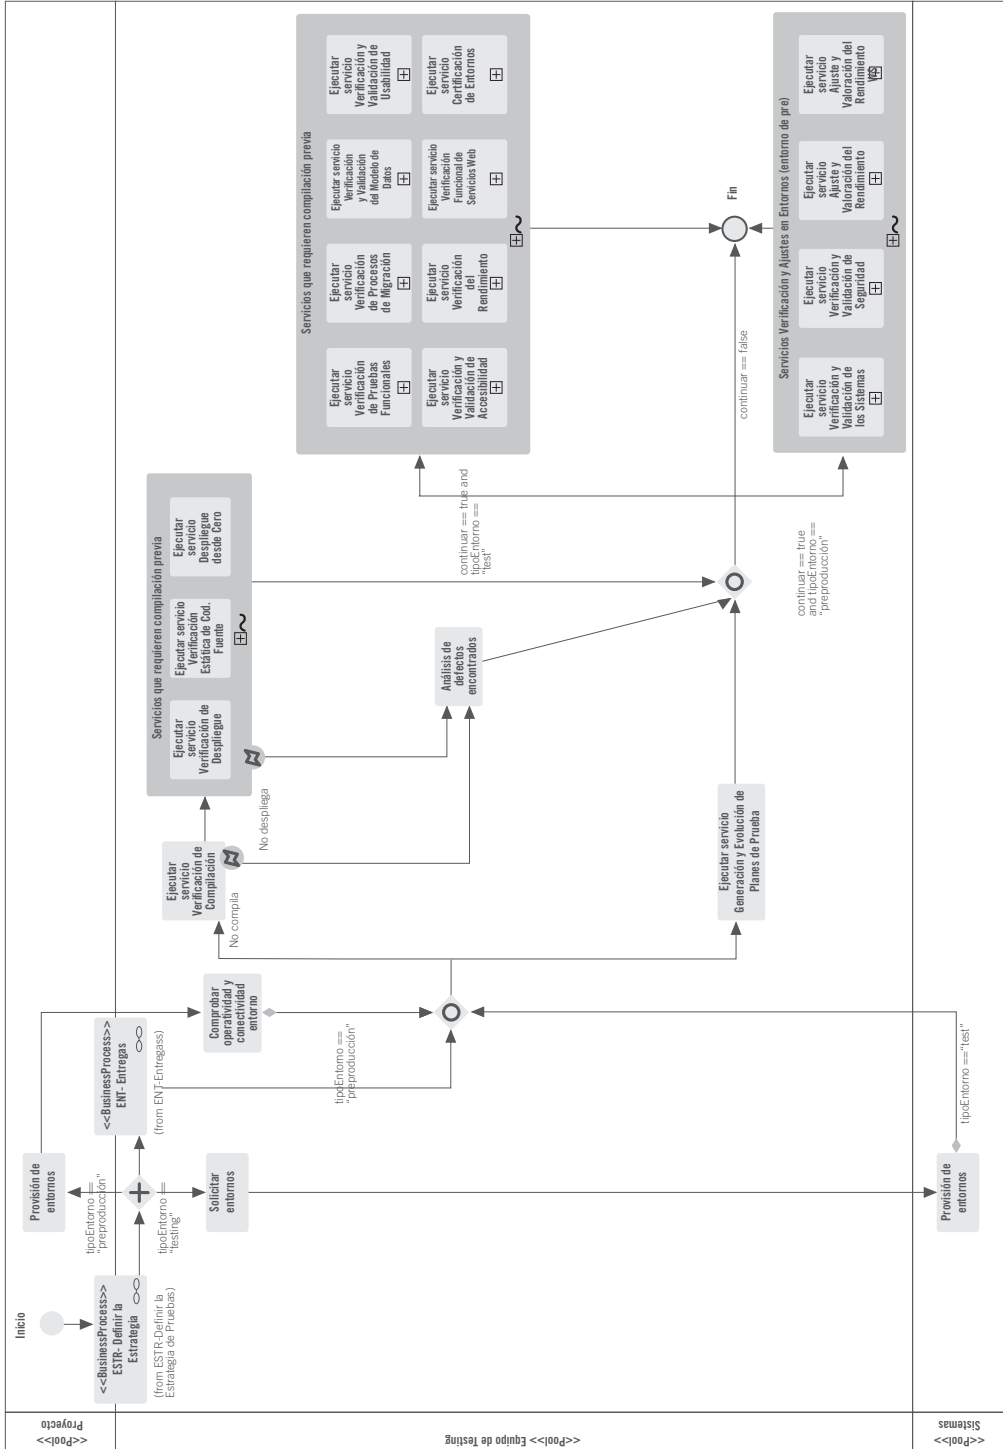 <<Pool>>
Proyecto
<<Pool>> Equipo de Testing
<<Pool>>
Sistemas
Inicio
<<BusinessProcess>>
ESTR- Definir la
Estrategia
(from ESTR-Definir la
Estrategia de Pruebas)
Provisión de
entornos
tipoEntorno ==
"preproducción"
tipoEntorno ==
"testing"
Solicitar
entornos
<<BusinessProcess>>
ENT- Entregas
(from ENT-Entregass)
Comprobar
operatividad y
conectividad
entorno
tipoEntorno ==
"preproducción"
Provisión de
entornos
tipoEntorno =="test"
Ejecutar
servicio
Verificación de
Compilación
No compila
Ejecutar servicio
Generación y Evolución de
Planes de Prueba
Servicios que requieren compilación previa
Ejecutar
servicio
Verificación de
Despliegue
Ejecutar servicio
Verificación
Estática de Cod.
Fuente
Ejecutar
servicio
Despliegue
desde Cero
No despliega
Análisis de
defectos
encontrados
continuar == true and
tipoEntorno ==
"test"
continuar == true
and tipoEntorno ==
"preproducción"
continuar == false
Servicios que requieren compilación previa
Ejecutar
servicio
Verificación
de Pruebas
Funcionales
Ejecutar
servicio
Verificación
de Procesos
de Migración
Ejecutar servicio
Verificación
y Validación
del Modelo de
Datos
Ejecutar
servicio
Verificación y
Validación de
Usabilidad
Ejecutar
servicio
Verificación y
Validación de
Accesibilidad
Ejecutar
servicio
Verificación
del
Rendimiento
Ejecutar servicio
Verificación
Funcional de
Servicios Web
Ejecutar
servicio
Certificación
de Entornos
Fin
Servicios Verificación y Ajustes en Entornos (entorno de pre)
Ejecutar
servicio
Verificación y
Validación de
los Sistemas
Ejecutar
servicio
Verificación y
Validación de
Seguridad
Ejecutar
servicio
Ajuste y
Valoración del
Rendimiento
Ejecutar
servicio
Ajuste y
Valoración del
Rendimiento